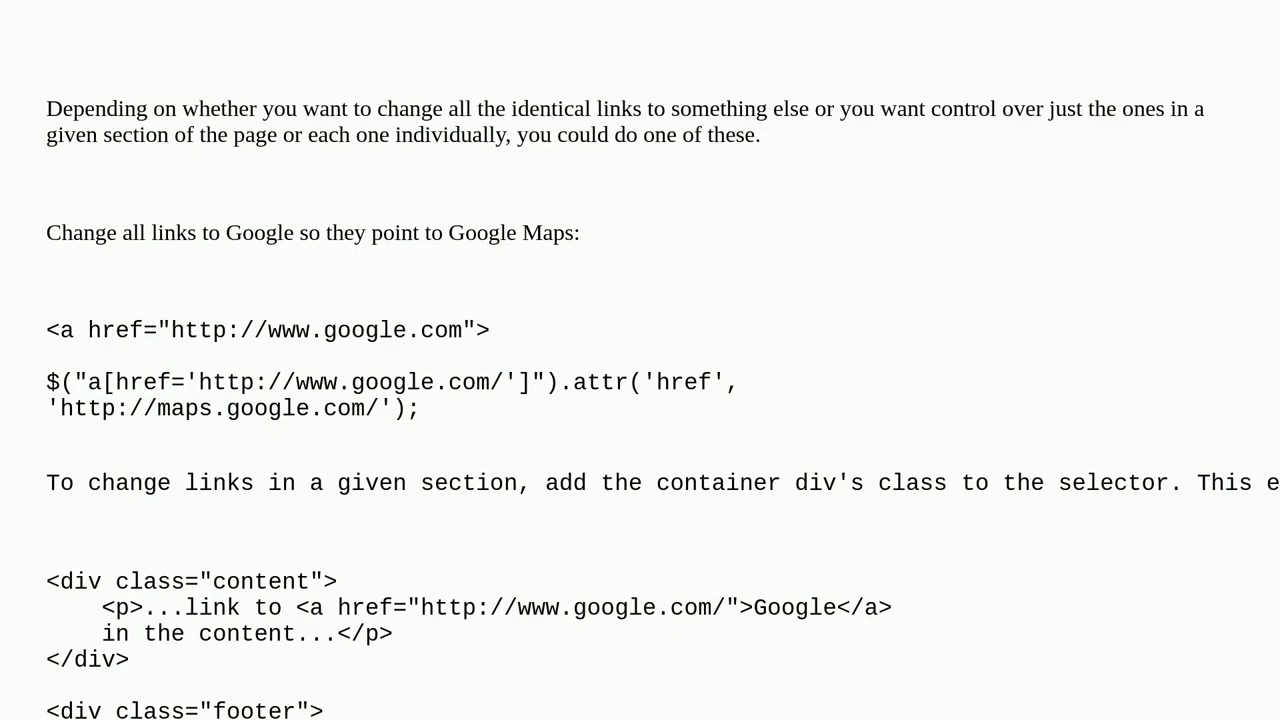 Depending on whether you want to change all the identical links to something else or you want control over just the ones in a
given section of the page or each one individually, you could do one of these.
Change all links to Google so they point to Google Maps:
<a href="http://www.google.com">
$("a[href='http://www.google.com/']").attr('href',
'http://maps.google.com/');
To change links in a given section, add the container div's class to the selector. This e
<div class="content">
    <p>...link to <a href="http://www.google.com/">Google</a>
    in the content...</p>
</div>
<div class="footer">